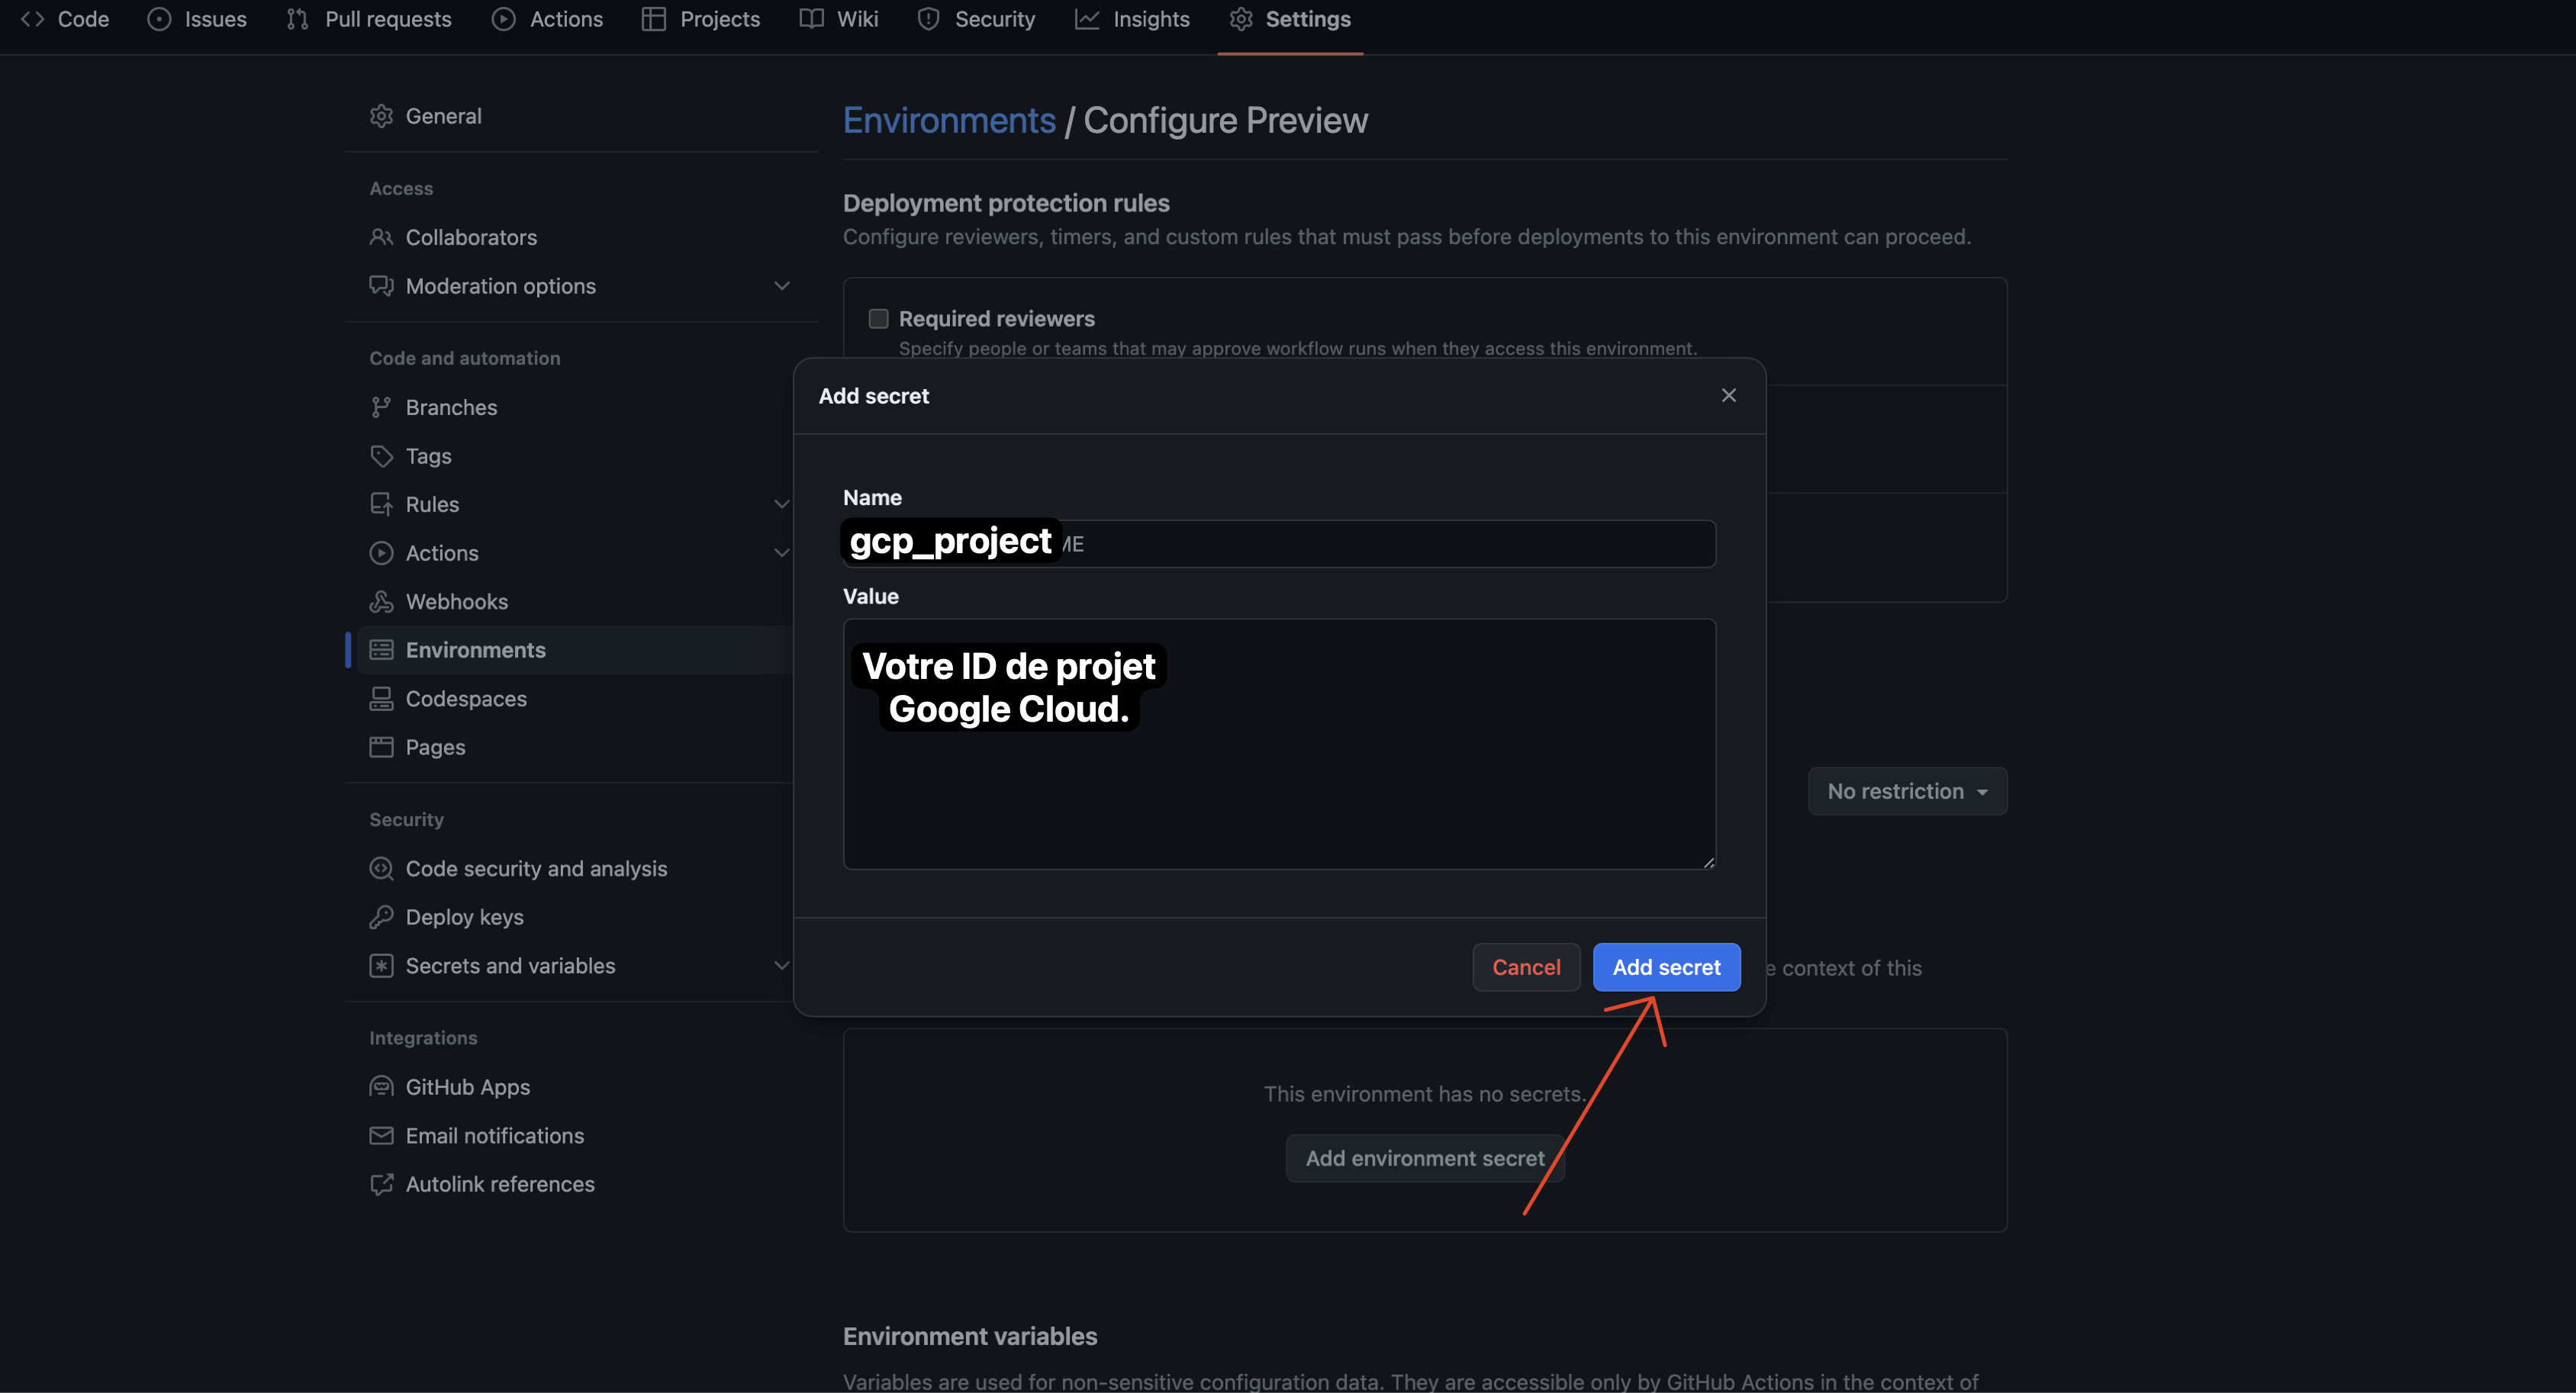 Code
Issues
Pull requests
Actions
Projects
Wiki
Security
Insights
Settings
General
Access
Collaborators
Moderation options
Code and automation
Branches
Tags
Rules
Actions
Webhooks
Environments
Codespaces
Pages
Security
Code security and analysis
Deploy keys
Secrets and variables
Integrations
GitHub Apps
Email notifications
Autolink references
Environments / Configure Preview
Deployment protection rules
Configure reviewers, timers, and custom rules that must pass before deployments to this environment can proceed.
Required reviewers
Specify people or teams that may approve workflow runs when they access this environment.
Add secret
Name
gcp_project
Value
Votre ID de projet
Google Cloud.
Cancel
Add secret
No restriction
context of this
This environment has no secrets.
Add environment secret
Environment variables
Variables are used for non-sensitive configuration data. They are accessible only by GitHub Actions in the context of